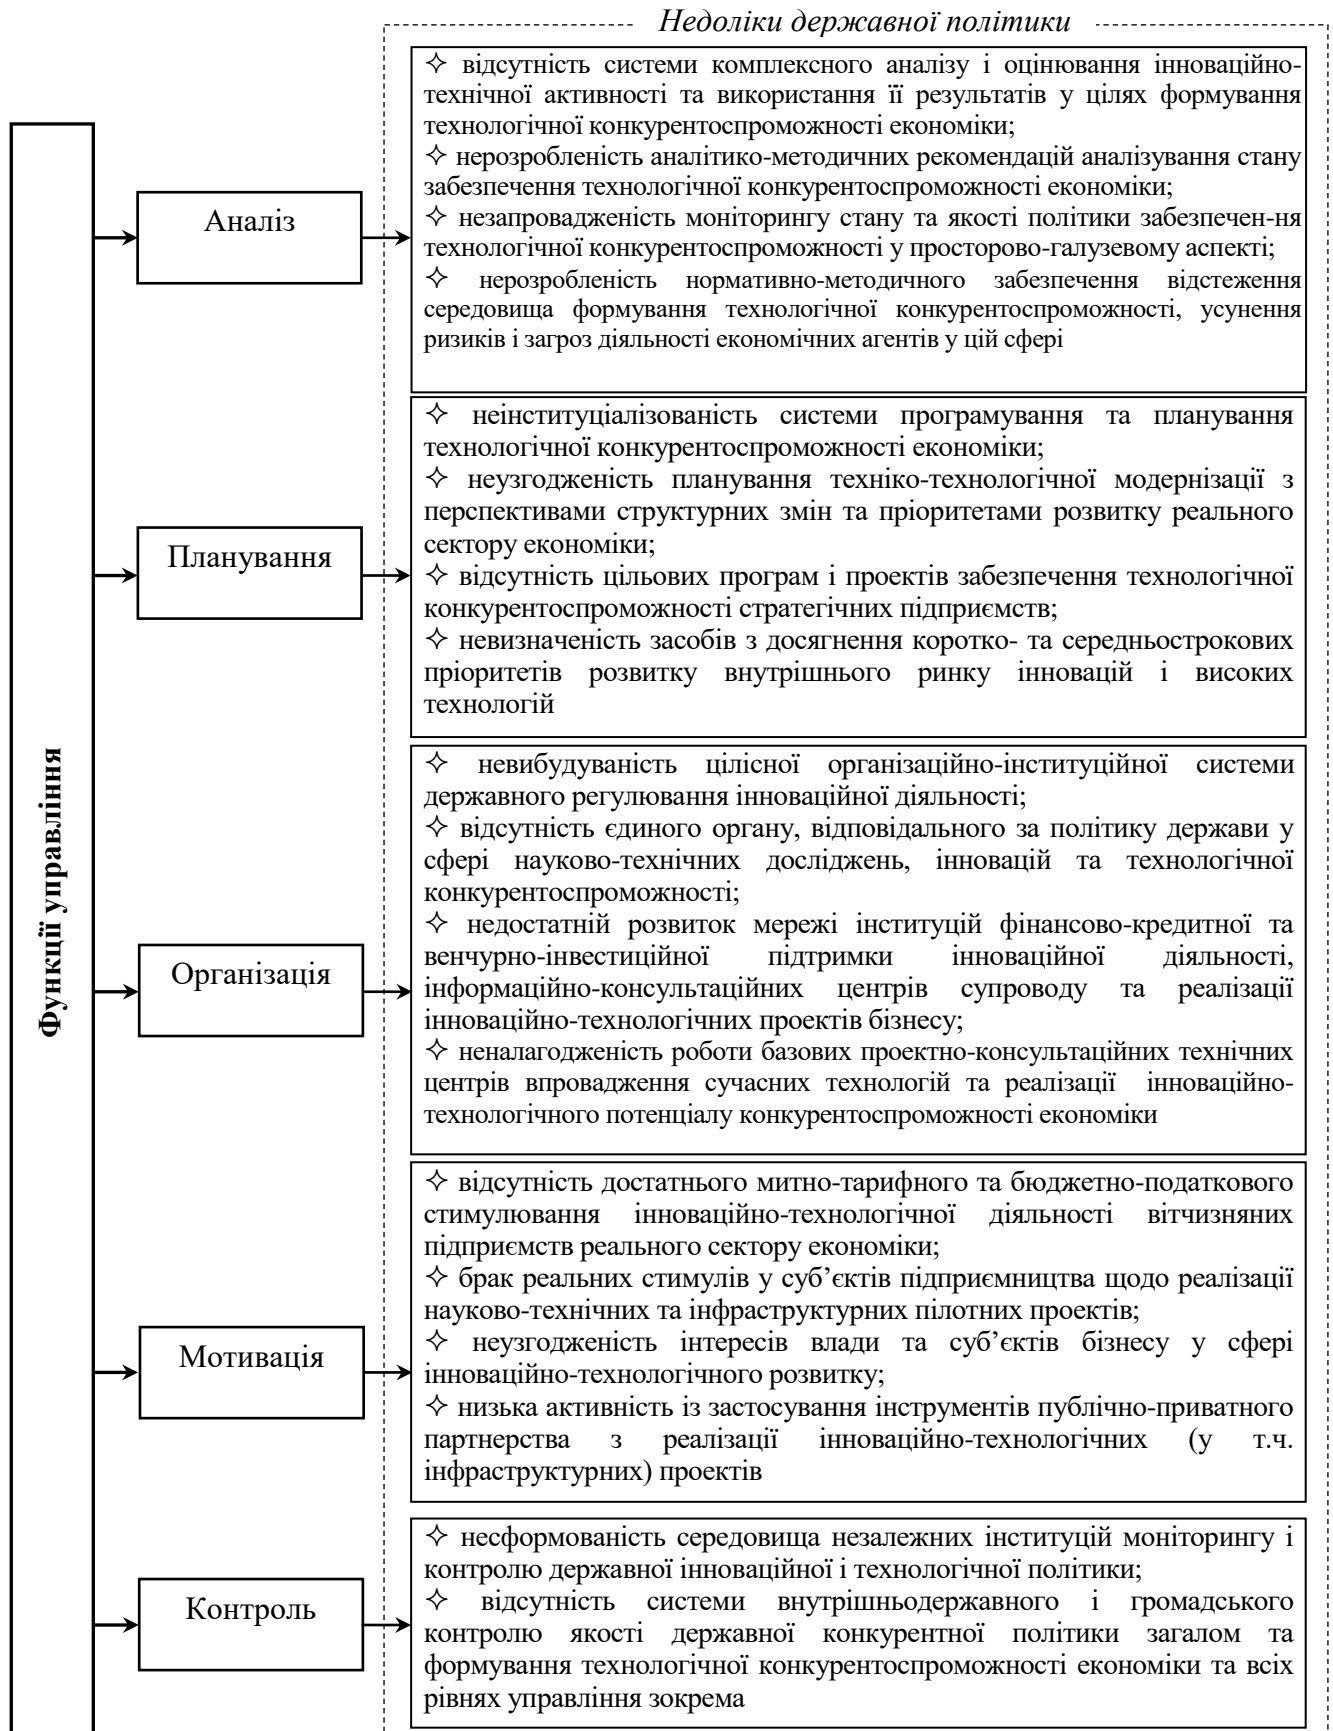 Недоліки державної політики
✧ відсутність системи комплексного аналізу і оцінювання інноваційно-
технічної активності та використання її результатів у цілях формування
технологічної конкурентоспроможності економіки;
✧ нерозробленість аналітико-методичних рекомендацій аналізування стану
забезпечення технологічної конкурентоспроможності економіки;
✧ незапровадженість моніторингу стану та якості політики забезпечен-ня
технологічної конкурентоспроможності у просторово-галузевому аспекті;
✧ нерозробленість нормативно-методичного забезпечення відстеження
середовища формування технологічної конкурентоспроможності, усунення
ризиків і загроз діяльності економічних агентів у цій сфері
Аналіз
✧ неінституціалізованість системи програмування та планування
технологічної конкурентоспроможності економіки;
✧ неузгодженість планування техніко-технологічної модернізації з
перспективами структурних змін та пріоритетами розвитку реального
сектору економіки;
✧ відсутність цільових програм і проектів забезпечення технологічної
конкурентоспроможності стратегічних підприємств;
✧ невизначеність засобів з досягнення коротко- та середньострокових
пріоритетів розвитку внутрішнього ринку інновацій і високих
технологій
Планування
Функції управління
✧ невибудуваність цілісної організаційно-інституційної системи
державного регулювання інноваційної діяльності;
✧ відсутність єдиного органу, відповідального за політику держави у
сфері науково-технічних досліджень, інновацій та технологічної
конкурентоспроможності;
✧ недостатній розвиток мережі інституцій фінансово-кредитної та
венчурно-інвестиційної підтримки інноваційної діяльності,
інформаційно-консультаційних центрів супроводу та реалізації
інноваційно-технологічних проектів бізнесу;
✧ неналагодженість роботи базових проектно-консультаційних технічних
центрів впровадження сучасних технологій та реалізації інноваційно-
технологічного потенціалу конкурентоспроможності економіки
Організація
✧ відсутність достатнього митно-тарифного та бюджетно-податкового
стимулювання інноваційно-технологічної діяльності вітчизняних
підприємств реального сектору економіки;
✧ брак реальних стимулів у суб’єктів підприємництва щодо реалізації
науково-технічних та інфраструктурних пілотних проектів;
✧ неузгодженість інтересів влади та суб’єктів бізнесу у сфері
інноваційно-технологічного розвитку;
✧ низька активність із застосування інструментів публічно-приватного
партнерства з реалізації інноваційно-технологічних (у т.ч.
інфраструктурних) проектів
Мотивація
✧ несформованість середовища незалежних інституцій моніторингу і
контролю державної інноваційної і технологічної політики;
✧ відсутність системи внутрішньодержавного і громадського
контролю якості державної конкурентної політики загалом та
формування технологічної конкурентоспроможності економіки та всіх
рівнях управління зокрема
Контроль